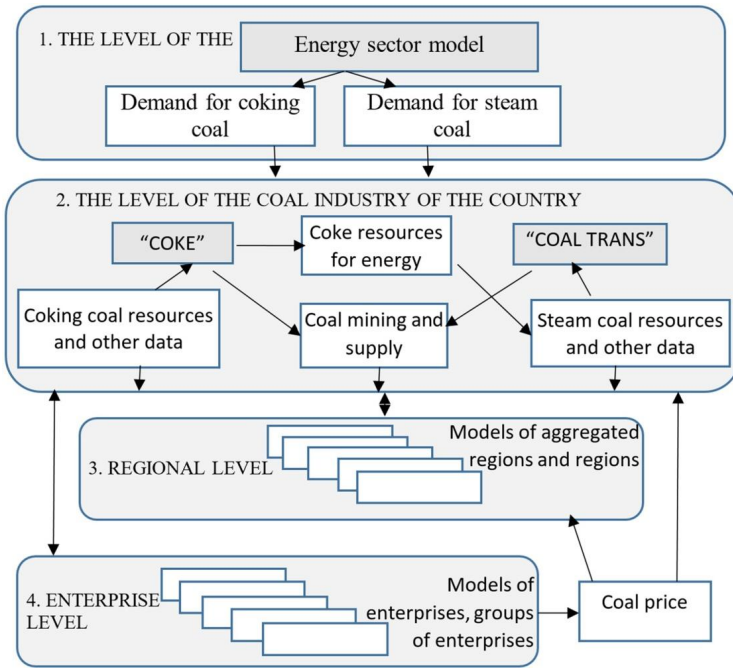 1. THE LEVEL OF THE
Energy sector model
Demand for coking
coal
Demand for steam
coal
2. THE LEVEL OF THE COAL INDUSTRY OF THE COUNTRY
“COKE”
Coke resources
for energy
“COAL TRANS”
Coking coal resources
and other data
Coal mining and
supply
Steam coal resources
and other data
3. REGIONAL LEVEL
Models of aggregated
regions and regions
4. ENTERPRISE
LEVEL
Models of
enterprises, groups
of enterprises
Coal price